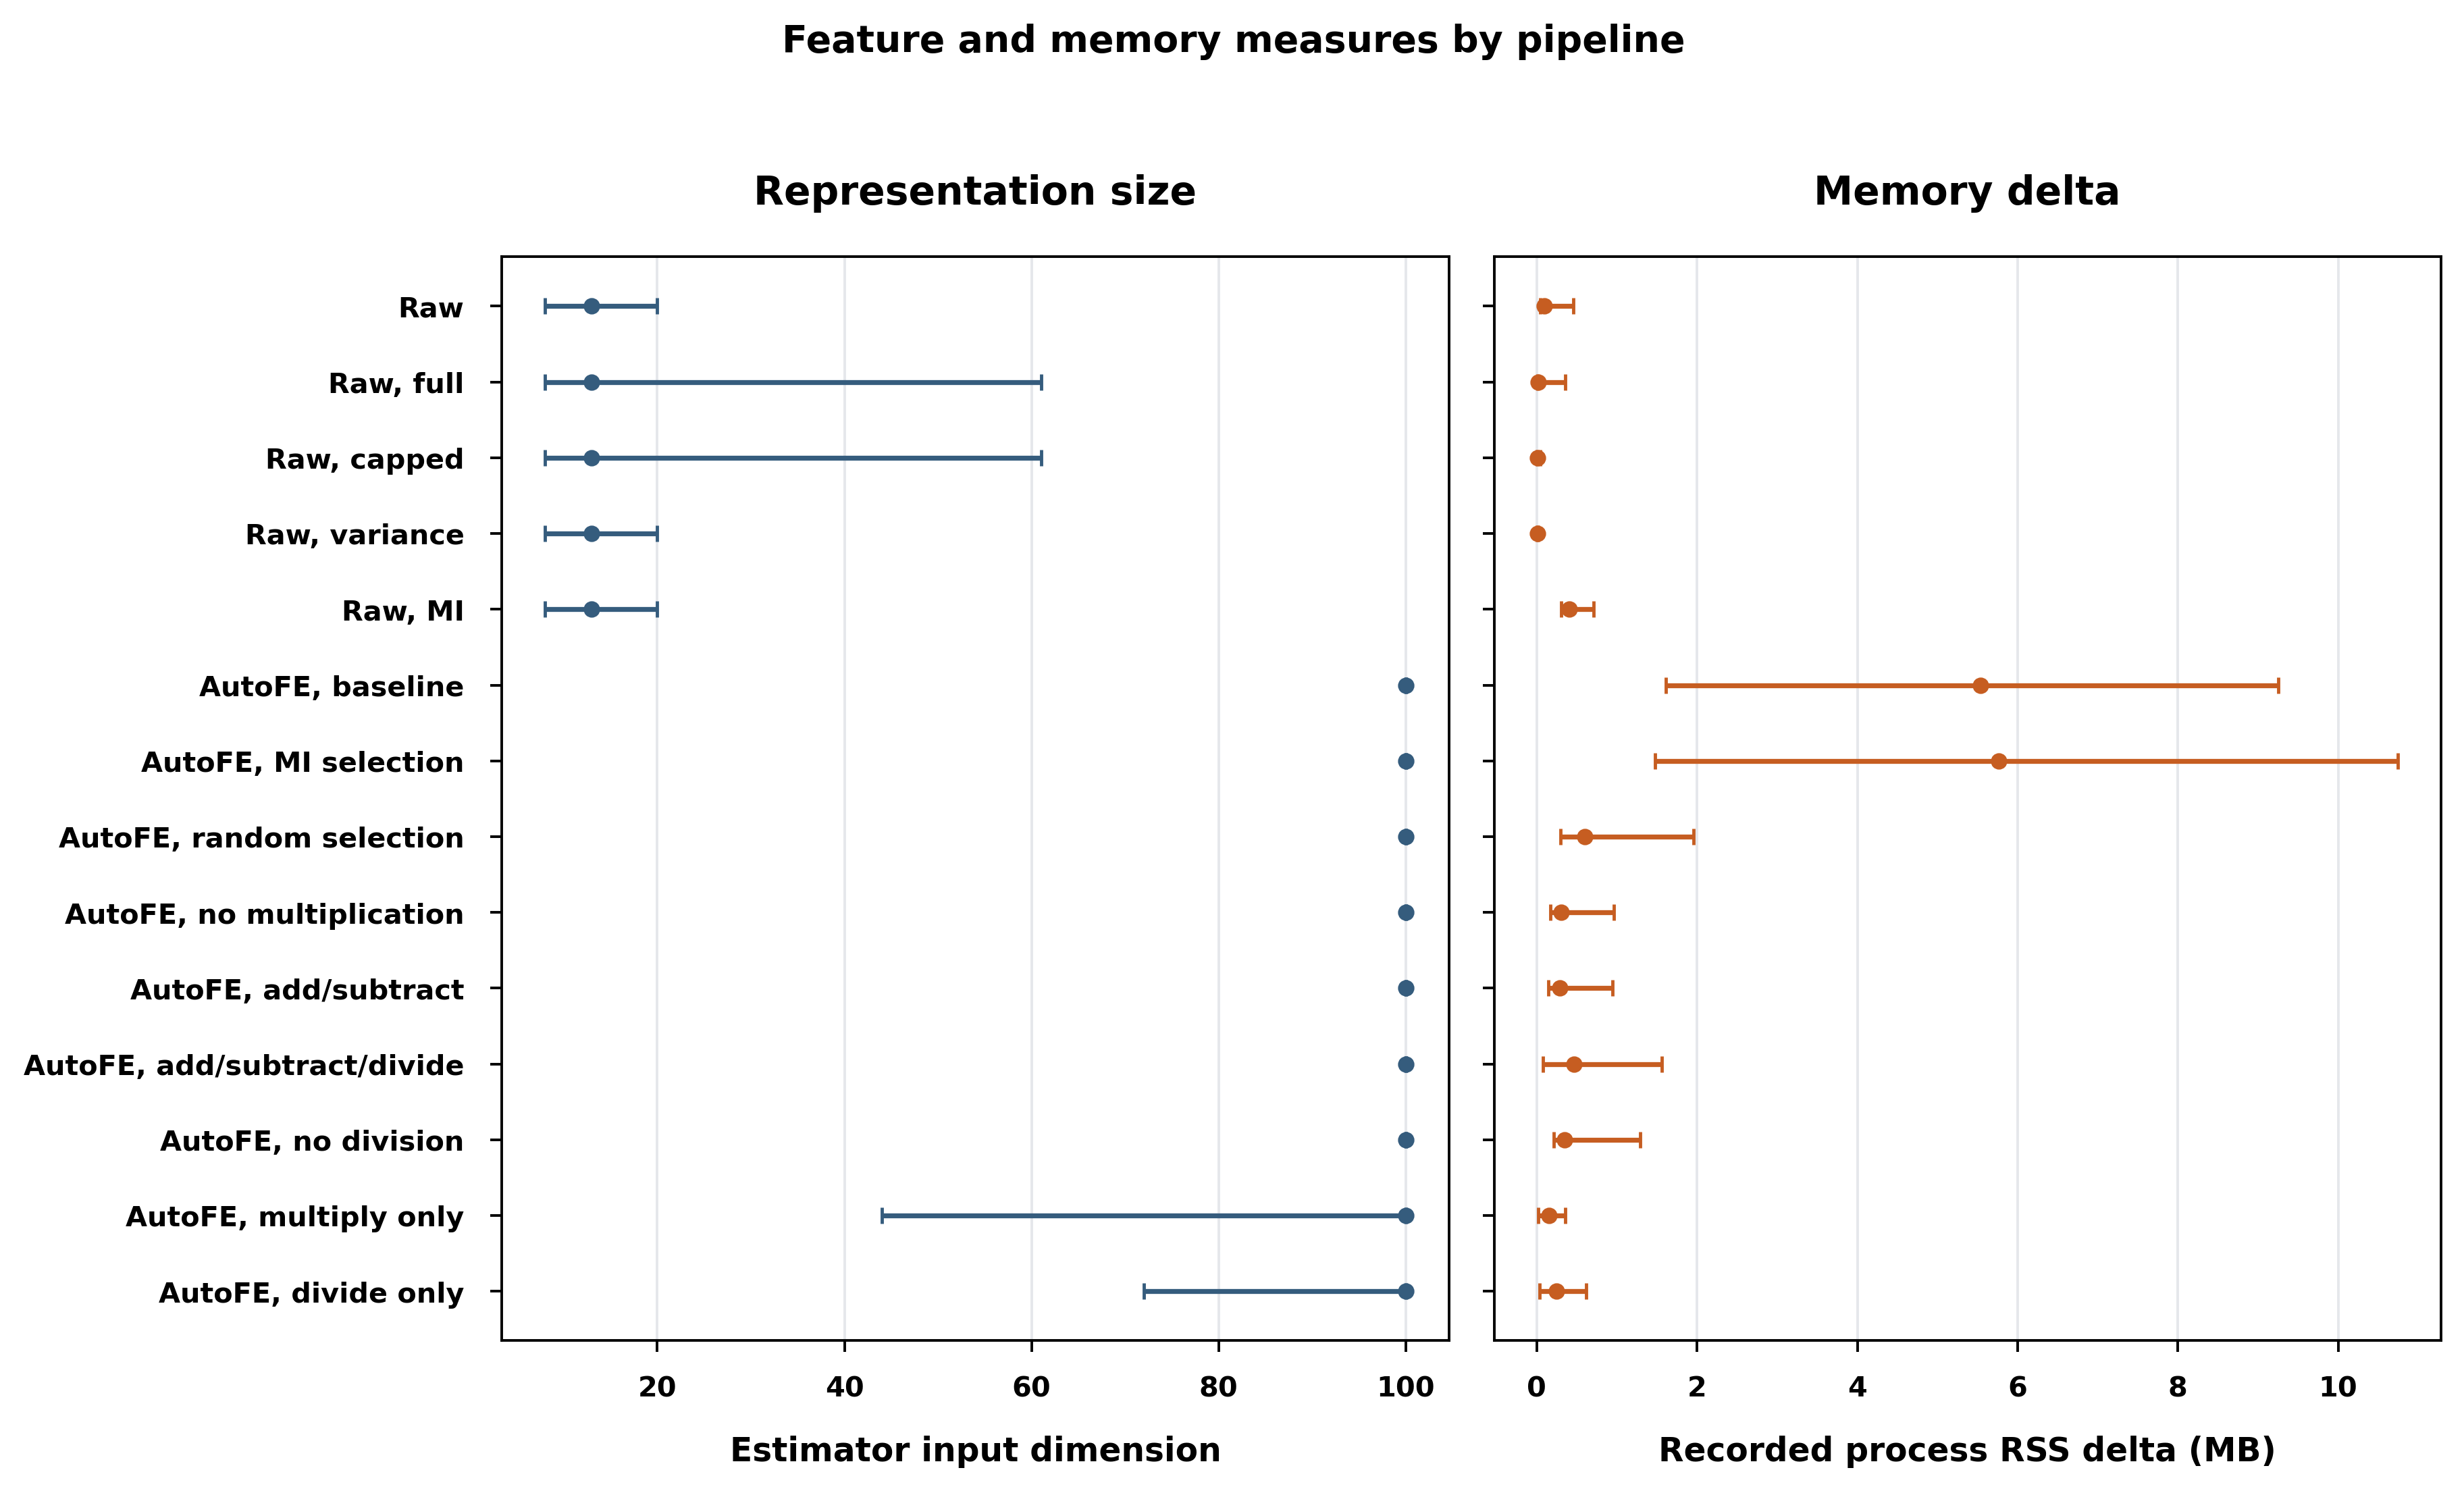 Feature and memory measures by pipeline
Representation size
Memory delta
Raw
Raw, full
Raw, capped
Raw, variance
Raw, MI
AutoFE, baseline
AutoFE, MI selection
AutoFE, random selection
AutoFE, no multiplication
AutoFE, add/subtract
AutoFE, add/subtract/divide
AutoFE, no division
AutoFE, multiply only
AutoFE, divide only
20 40 60 80 100
0 2 4 6 8 10
Estimator input dimension
Recorded process RSS delta (MB)